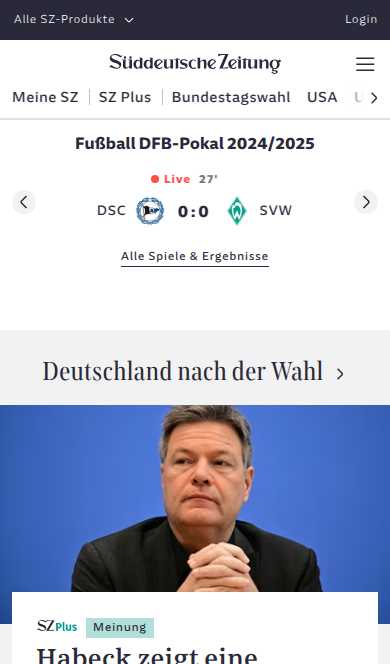 Alle SZ-Produkte Login
Süddeutsche Zeitung
Meine SZ SZ Plus Bundestagswahl USA
Fußball DFB-Pokal 2024/2025
Live 27'
DSC 0:0 SVW
Alle Spiele & Ergebnisse
Deutschland nach der Wahl
SZ Plus Meinung
Habeck zeigt eine